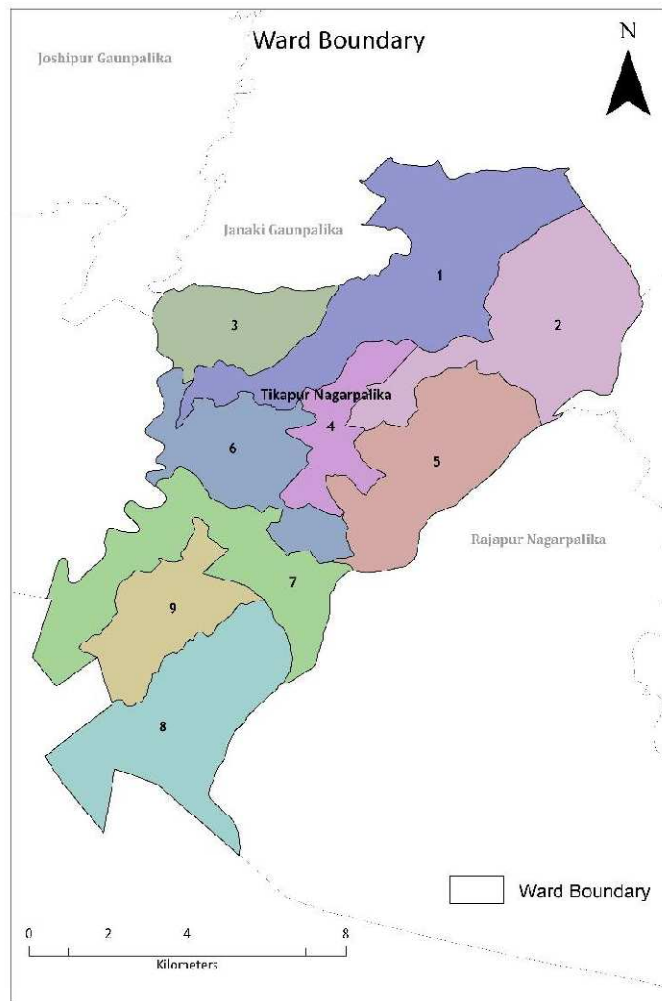 Ward Boundary
N
Joshipur Gaunpalika
Janaki Gaunpalika
1
2
3
Tikapur Nagarpalika
4
6
5
Rajapur Nagarpalika
7
9
8
Ward Boundary
0 2 4 8
Kilometers